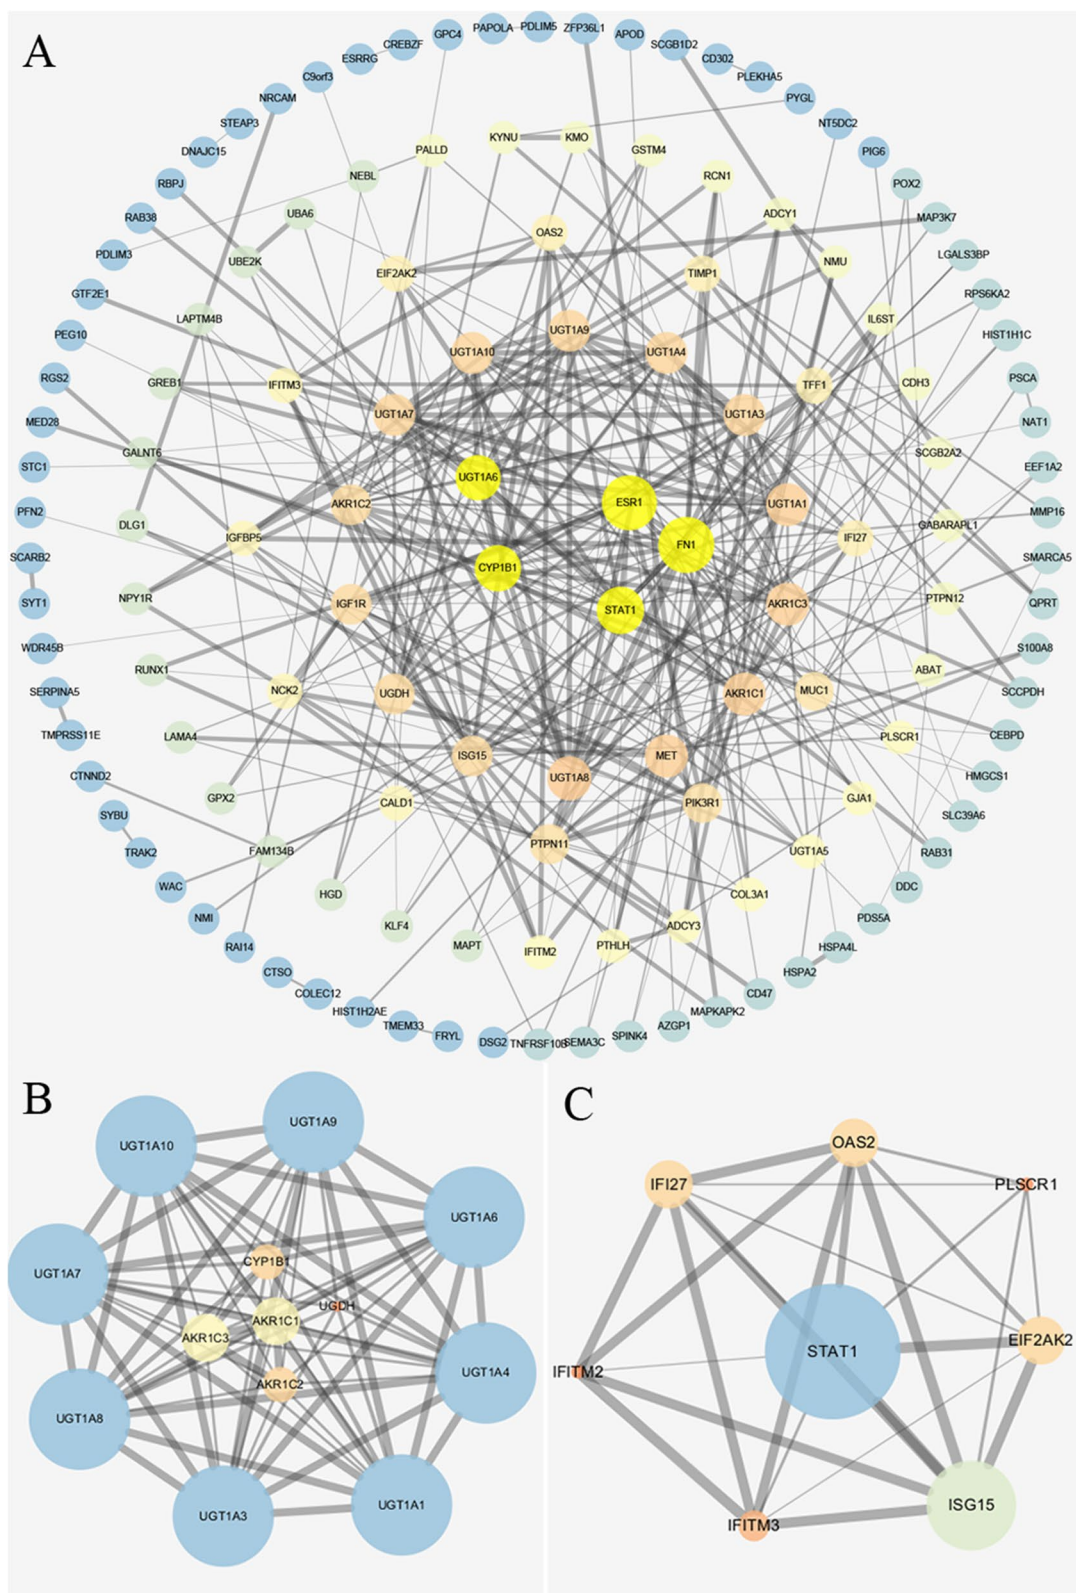 A
PAPOLA PDLIM5 ZFP36L1
GPC4 APOD
CREBZF SCGB1D2
ESRRG CD302
C9orf3 PLEKHA5
NRCAM PYGL
STEAP3 NT5DC2
DNAJC15 PIG6
KYNU KMO
PALLD GSTM4
RBPJ NEBL RCN1 POX2
RAB38 UBA6 ADCY1 MAP3K7
OAS2
PDLIM3 UBE2K EIF2AK2 TIMP1 NMU LGALS3BP
GTF2E1 RPS6KA2
LAPTM4B IL6ST
PEG10 UGT1A9 HIST1H1C
UGT1A10 UGT1A4
RGS2 GREB1 IFITM3 TFF1 CDH3 PSCA
MED28 UGT1A7 UGT1A3 NAT1
GALNT6 SCGB2A2
STC1 EEF1A2
UGT1A6
PFN2 AKR1C2 ESR1 UGT1A1 MMP16
DLG1 IGFBP5 FN1 IFI27 GABARAPL1
SCARB2 CYP1B1 SMARCA5
SYT1 NPY1R IGF1R STAT1 AKR1C3 PTPN12 QPRT
WDR45B S100A8
RUNX1 ABAT
SERPINA5 NCK2 UGDH AKR1C1 MUC1 SCCPDH
TMPRSS11E LAMA4 PLSCR1 CEBPD
ISG15 MET
CTNND2 UGT1A8 HMGCS1
GPX2 CALD1 PIK3R1 GJA1
SYBU SLC39A6
TRAK2 FAM134B PTPN11 UGT1A5 RAB31
WAC HGD COL3A1 DDC
NMI KLF4 ADCY3 PDS5A
RAI14 MAPT IFITM2 PTHLH HSPA4L
CTSO HSPA2
COLEC12 CD47
HIST1H2AE MAPKAPK2
TMEM33 AZGP1
FRYL DSG2 TNFRSF10B SEMA3C SPINK4
B
UGT1A9
UGT1A10
UGT1A6
CYP1B1
UGT1A7
UGDH
AKR1C1
AKR1C3
UGT1A4
AKR1C2
UGT1A8
UGT1A1
UGT1A3
C
OAS2
IFI27 PLSCR1
EIF2AK2
STAT1
IFITM2
ISG15
IFITM3